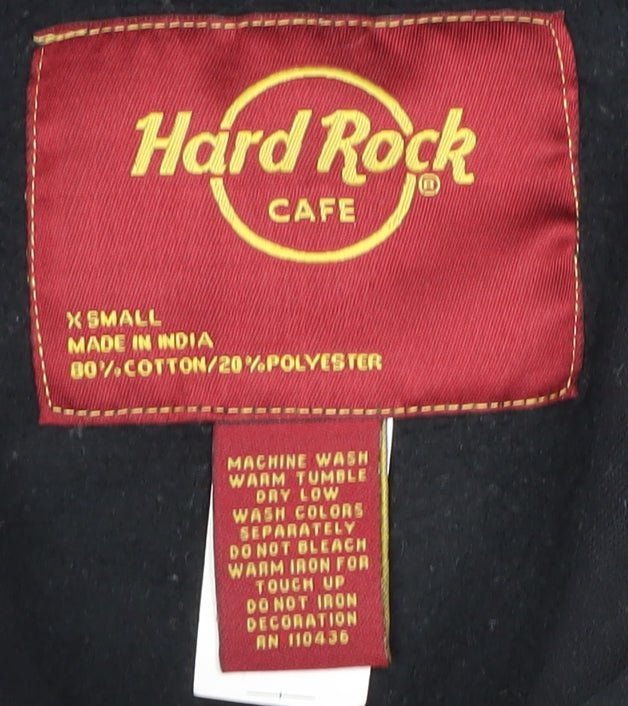 Hard Rock
CAFE
®
X SMALL
MADE IN INDIA
80% COTTON/20%POLYESTER
MACHINE WASH
WARM TUMBLE
DRY LOW
WASH COLORS
SEPARATELY
DO NOT BLEACH
WARM IRON FOR
TOUCH UP
DO NOT IRON
DECORATION
RN 110436